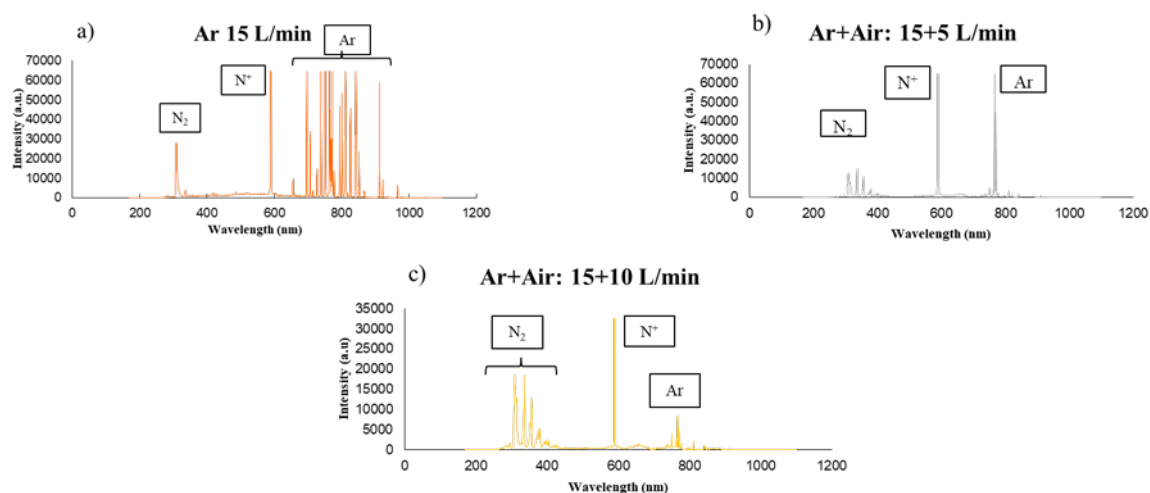 a)
Ar 15 L/min
Ar
N⁺
N₂
Intensity (a.u.)
70000
60000
50000
40000
30000
20000
10000
0
0 200 400 600 800 1000 1200
Wavelength (nm)
b)
Ar+Air: 15+5 L/min
N⁺
Ar
N₂
Intensity (a.u.)
70000
60000
50000
40000
30000
20000
10000
0
0 200 400 600 800 1000 1200
Wavelength (nm)
c)
Ar+Air: 15+10 L/min
N₂
N⁺
Ar
Intensity (a.u)
35000
30000
25000
20000
15000
10000
5000
0
0 200 400 600 800 1000 1200
Wavelength (nm)